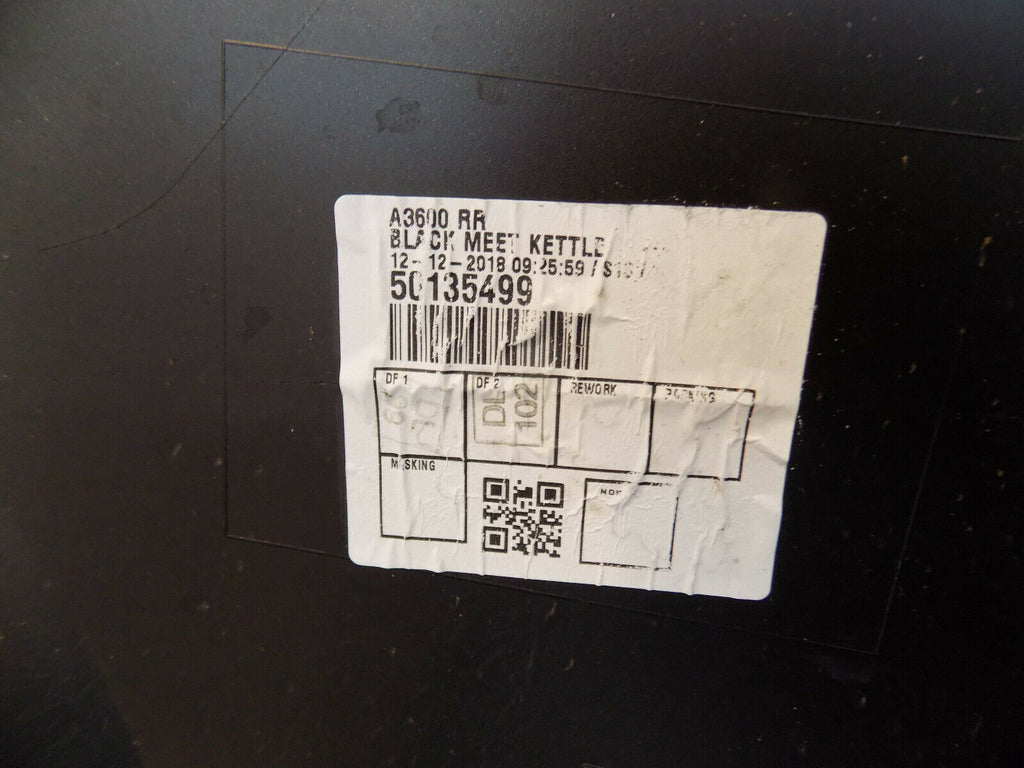 A3600 RR
BLACK MEET KETTLE
12-12-2018 09:25:59 /
50135499
DF 1
DF 2
REWORK
DL
102
MASKING